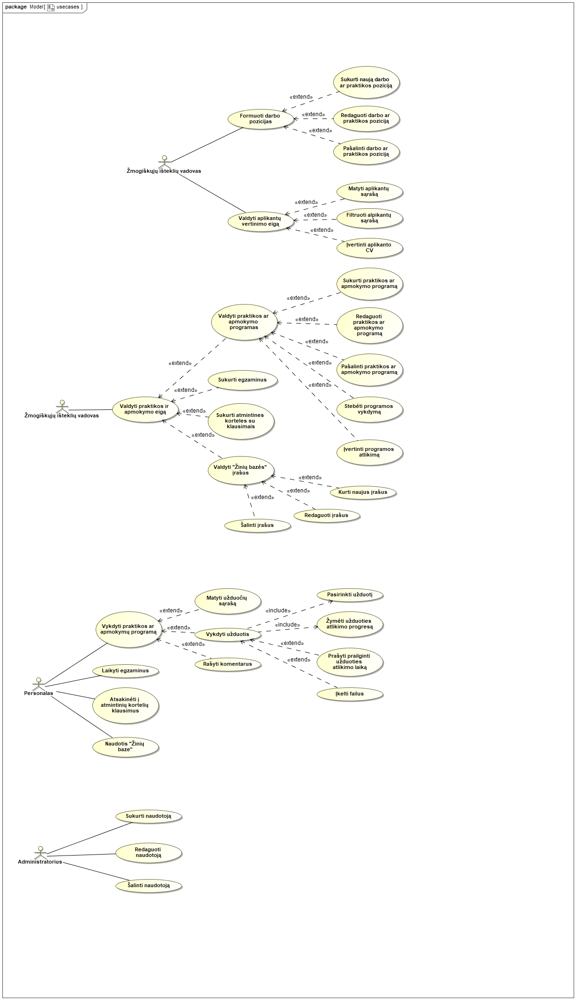 package Model[ usecases ]
Sukurti naują darbo
ar praktikos poziciją
«extend»
Formuoti darbo
pozicijas
«extend»
Redaguoti darbo ar
praktikos poziciją
«extend»
Pašalinti darbo ar
praktikos poziciją
Žmogiškųjų išteklių vadovas
Matyti aplikantų
sąrašą
«extend»
Valdyti aplikantų
vertinimo eigą
«extend»
Filtruoti alpikantų
sąrašą
«extend»
Įvertinti aplikanto
CV
Sukurti praktikos ar
apmokymo programą
«extend»
Valdyti praktikos ar
apmokymo
programas
«extend»
Redaguoti
praktikos ar
apmokymo
programą
«extend»
«extend»
Pašalinti praktikos ar
apmokymo programą
«extend»
«extend»
Sukurti egzaminus
«extend»
Stebėti programos
vykdymą
Žmogiškųjų išteklių vadovas
Valdyti praktikos ir
apmokymo eigą
«extend»
Sukurti atmintines
korteles su
klausimais
«extend»
Įvertinti programos
atlikimą
Valdyti "Žinių bazės"
įrašus
«extend»
Kurti naujus įrašus
«extend»
«extend»
Redaguoti įrašus
Šalinti įrašus
Matyti užduočių
sąrašą
Pasirinkti užduotį
«extend»
«include»
Vykdyti praktikos ar
apmokymų programą
«extend»
Vykdyti užduotis
«include»
Žymėti užduoties
atlikimo progresą
«extend»
Rašyti komentarus
«extend»
Prašyti prailginti
užduoties
atlikimo laiką
«extend»
Įkelti failus
Laikyti egzaminus
Personalas
Atsakinėti į
atmintinių kortelių
klausimus
Naudotis "Žinių
baze"
Sukurti naudotoją
Redaguoti
naudotoją
Administratorius
Šalinti naudotoją